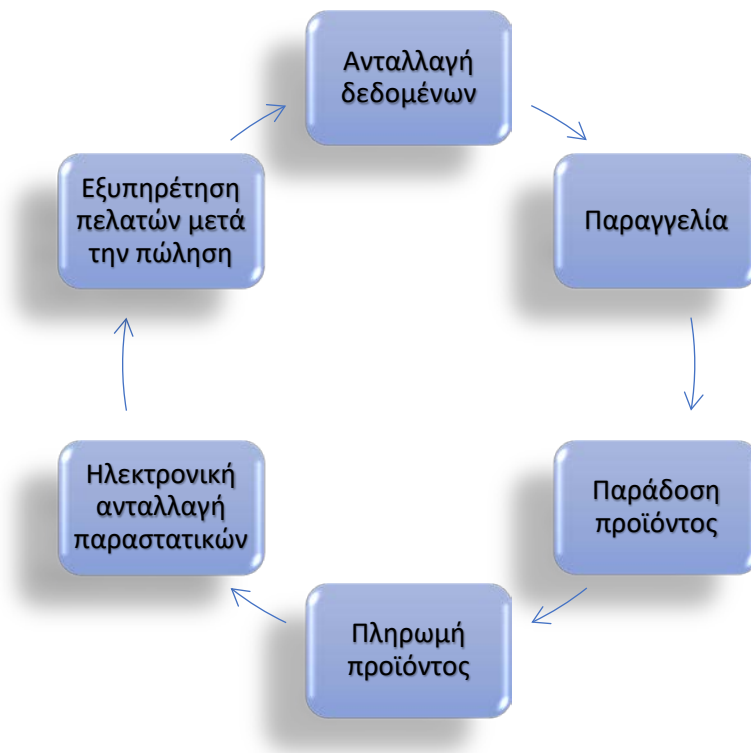 Ανταλλαγή
δεδομένων
Παραγγελία
Παράδοση
προϊόντος
Πληρωμή
προϊόντος
Ηλεκτρονική
ανταλλαγή
παραστατικών
Εξυπηρέτηση
πελατών μετά
την πώληση